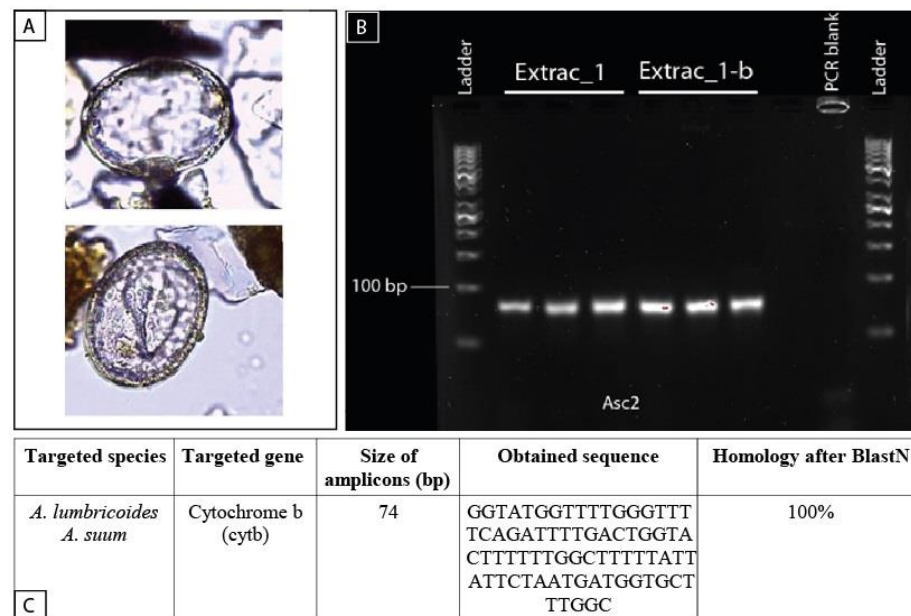 A
B
Ladder
Extrac_1
Extrac_1-b
PCR blank
Ladder
100 bp
Asc2
Targeted species
Targeted gene
Size of
amplicons (bp)
Obtained sequence
Homology after BlastN
A. lumbricoides
A. suum
Cytochrome b
(cytb)
74
GGTATGGTTTTGGGTTT
TCAGATTTTGACTGGTA
CTTTTTTGGCTTTTTATT
ATTCTAATGATGGTGCT
TTGGC
100%
C